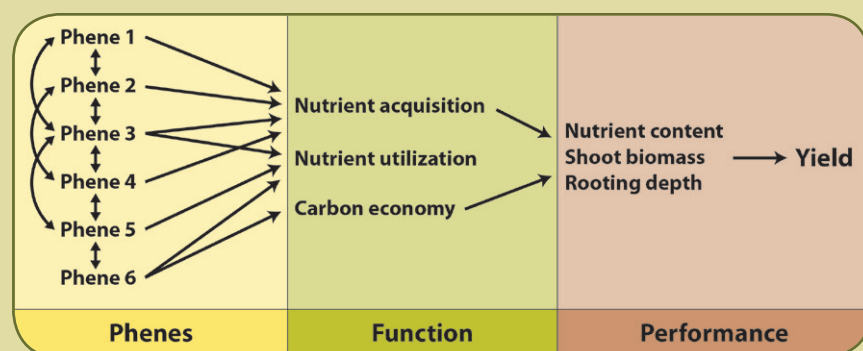 Phene 1
Phene 2
Phene 3
Phene 4
Phene 5
Phene 6
Nutrient acquisition
Nutrient utilization
Carbon economy
Nutrient content
Shoot biomass
Rooting depth
Yield
Phenes
Function
Performance